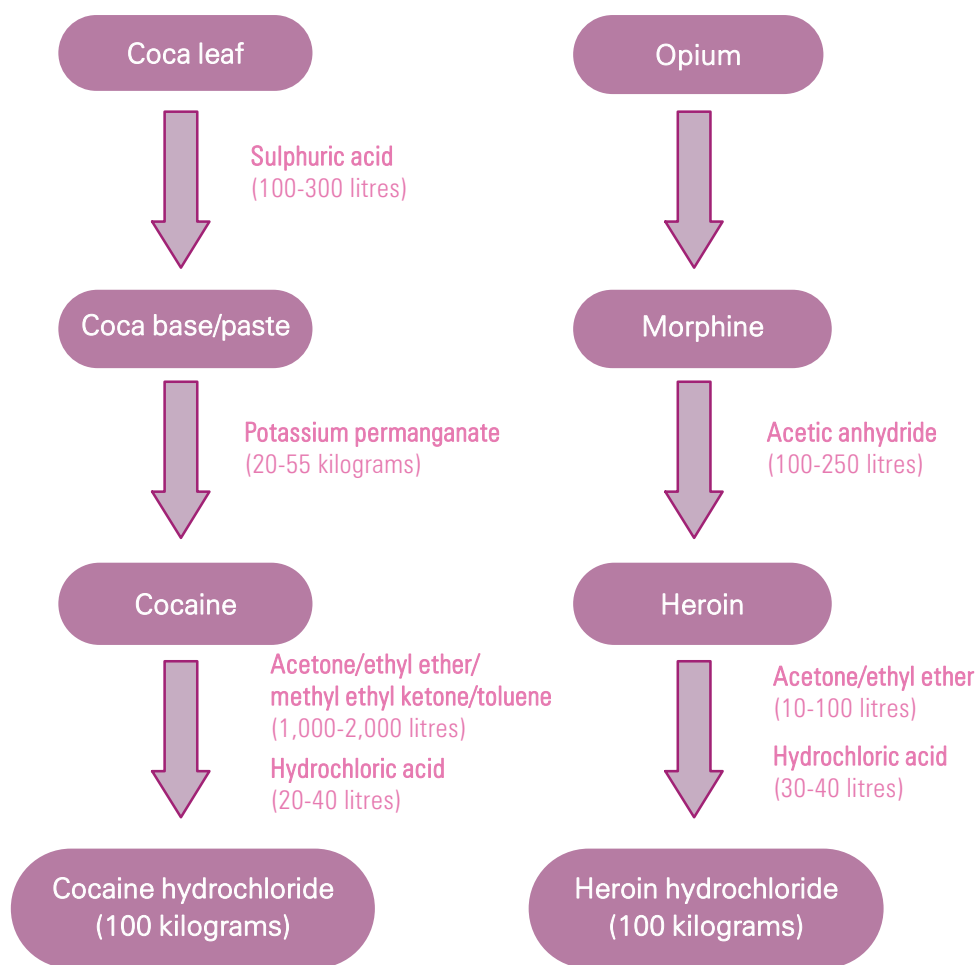 Coca leaf
Sulphuric acid
(100-300 litres)
Coca base/paste
Potassium permanganate
(20-55 kilograms)
Cocaine
Acetone/ethyl ether/
methyl ethyl ketone/toluene
(1,000-2,000 litres)
Hydrochloric acid
(20-40 litres)
Cocaine hydrochloride
(100 kilograms)
Opium
Morphine
Acetic anhydride
(100-250 litres)
Heroin
Acetone/ethyl ether
(10-100 litres)
Hydrochloric acid
(30-40 litres)
Heroin hydrochloride
(100 kilograms)